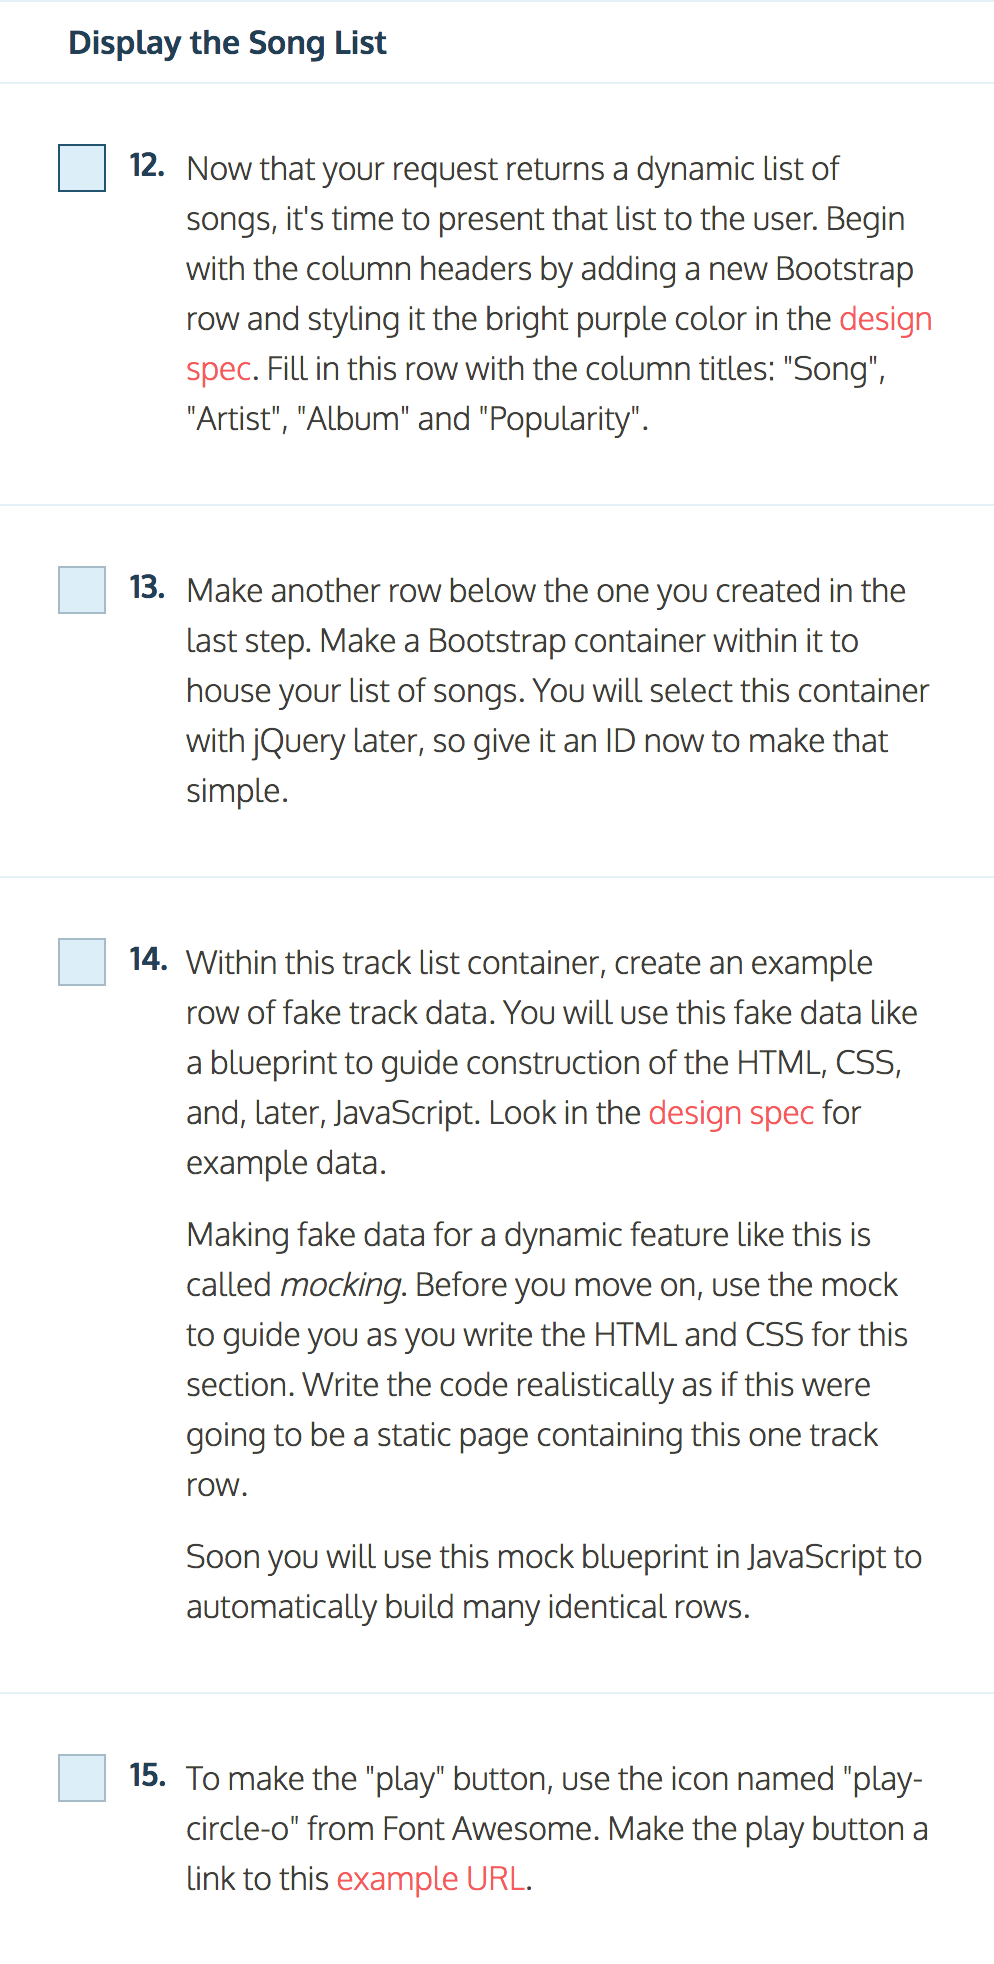 Display the Song List
12. Now that your request returns a dynamic list of
songs, it's time to present that list to the user. Begin
with the column headers by adding a new Bootstrap
row and styling it the bright purple color in the design
spec. Fill in this row with the column titles: "Song",
"Artist", "Album" and "Popularity".
13. Make another row below the one you created in the
last step. Make a Bootstrap container within it to
house your list of songs. You will select this container
with jQuery later, so give it an ID now to make that
simple.
14. Within this track list container, create an example
row of fake track data. You will use this fake data like
a blueprint to guide construction of the HTML, CSS,
and, later, JavaScript. Look in the design spec for
example data.
Making fake data for a dynamic feature like this is
called mocking. Before you move on, use the mock
to guide you as you write the HTML and CSS for this
section. Write the code realistically as if this were
going to be a static page containing this one track
row.
Soon you will use this mock blueprint in JavaScript to
automatically build many identical rows.
15. To make the "play" button, use the icon named "play-
circle-o" from Font Awesome. Make the play button a
link to this example URL.